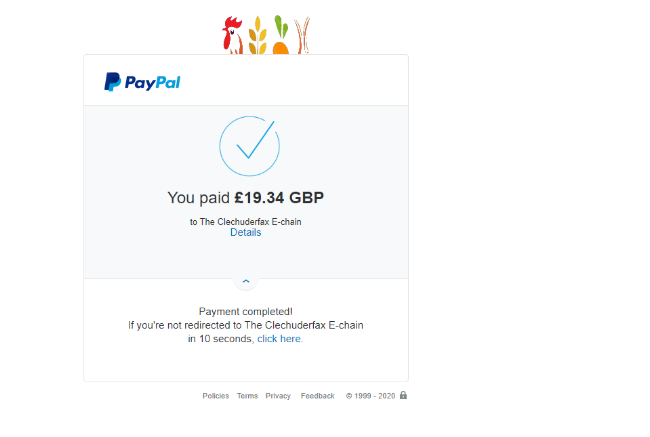 PayPal
You paid £19.34 GBP
to The Clechuderfax E-chain
Details
Payment completed!
If you're not redirected to The Clechuderfax E-chain
in 10 seconds, click here.
Policies Terms Privacy Feedback © 1999 - 2020